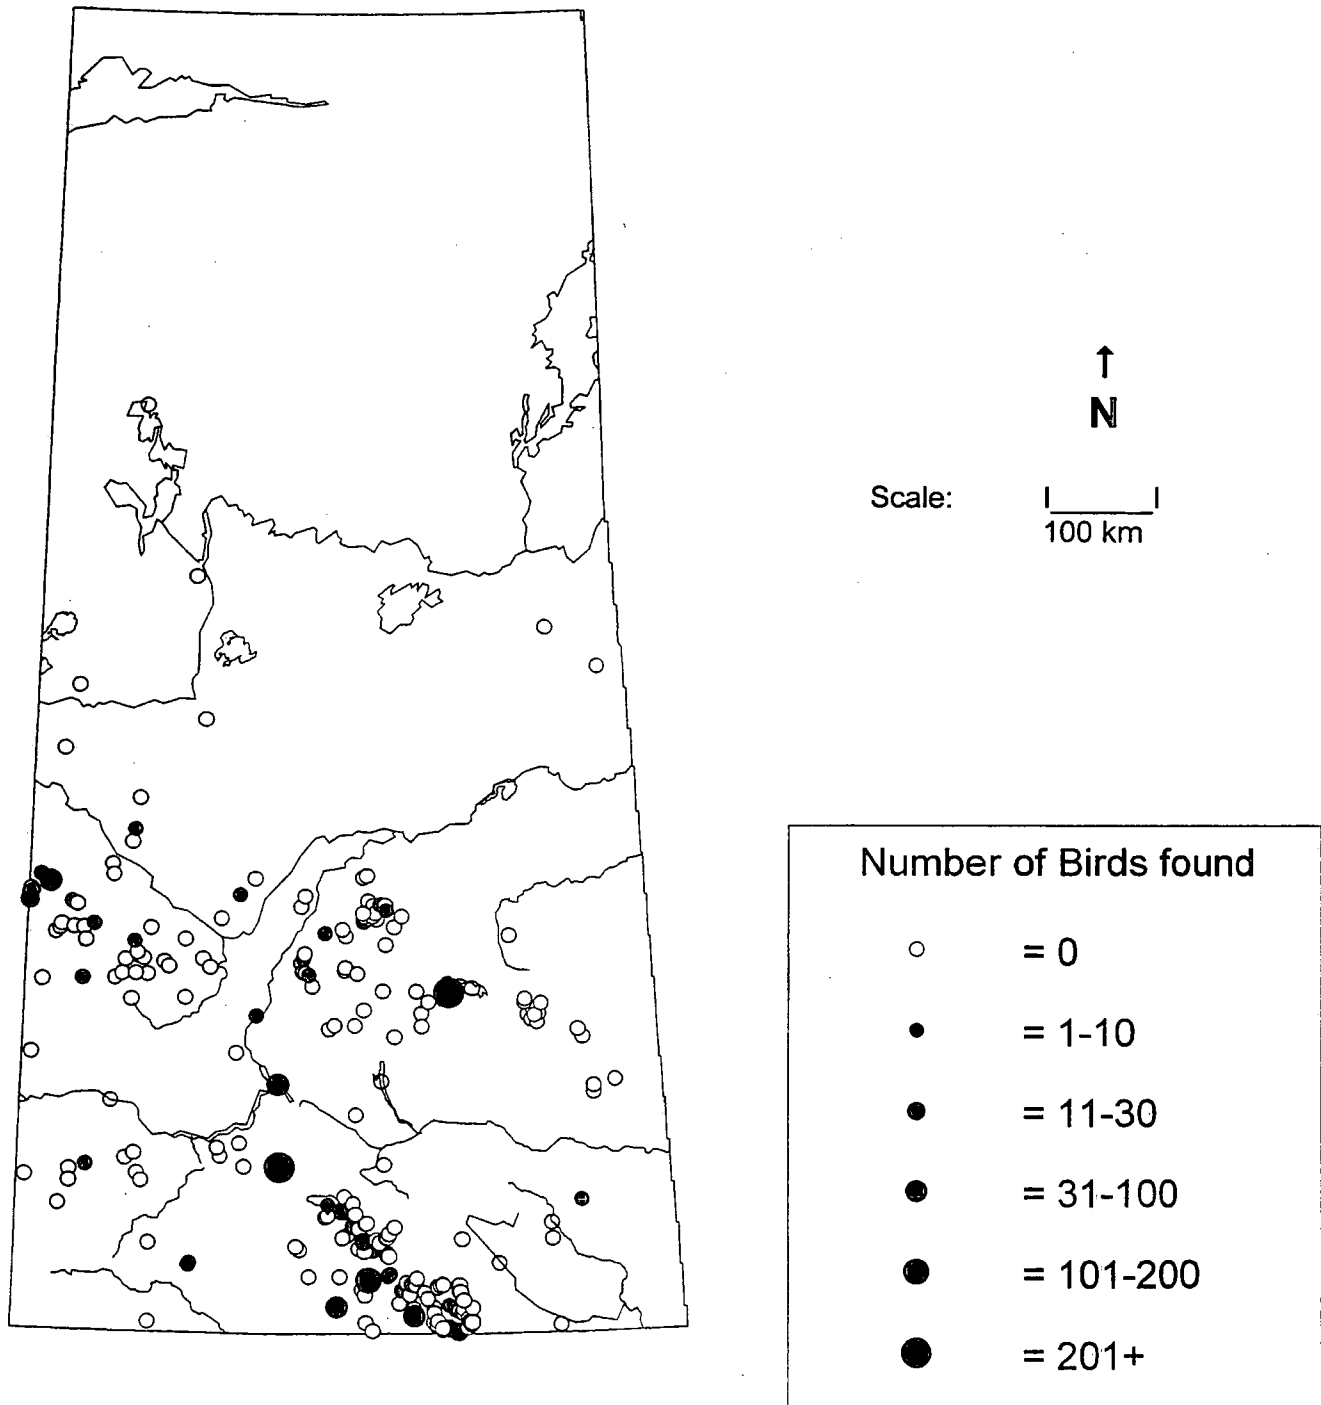 ↑
N
Scale:
100 km
Number of Birds found
= 0
= 1-10
= 11-30
= 31-100
= 101-200
= 201+